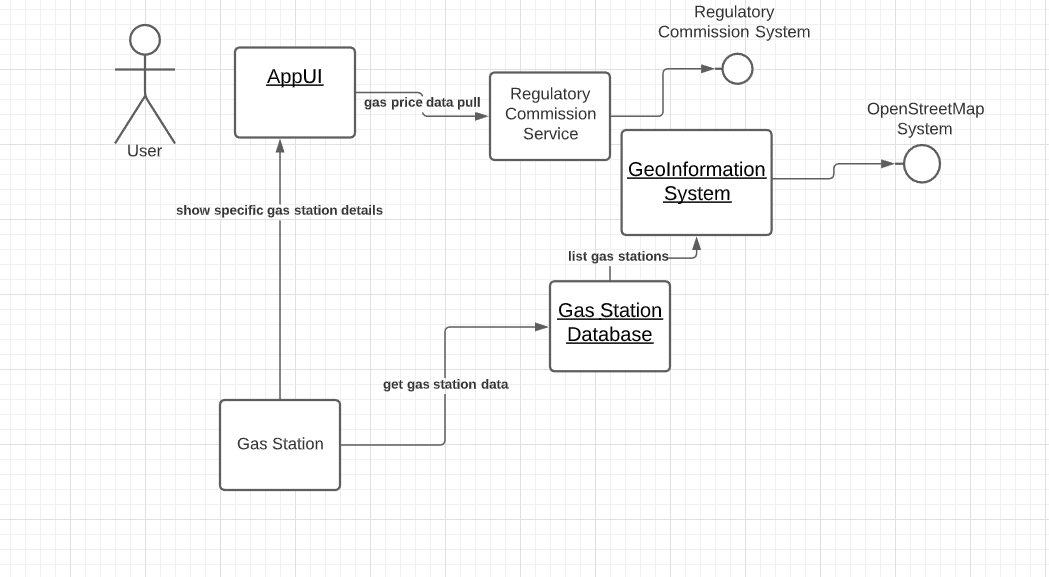 Regulatory
Commission System
AppUI
gas price data pull
Regulatory
Commission
Service
OpenStreetMap
System
User
GeoInformation
System
show specific gas station details
list gas stations
Gas Station
Database
get gas station data
Gas Station